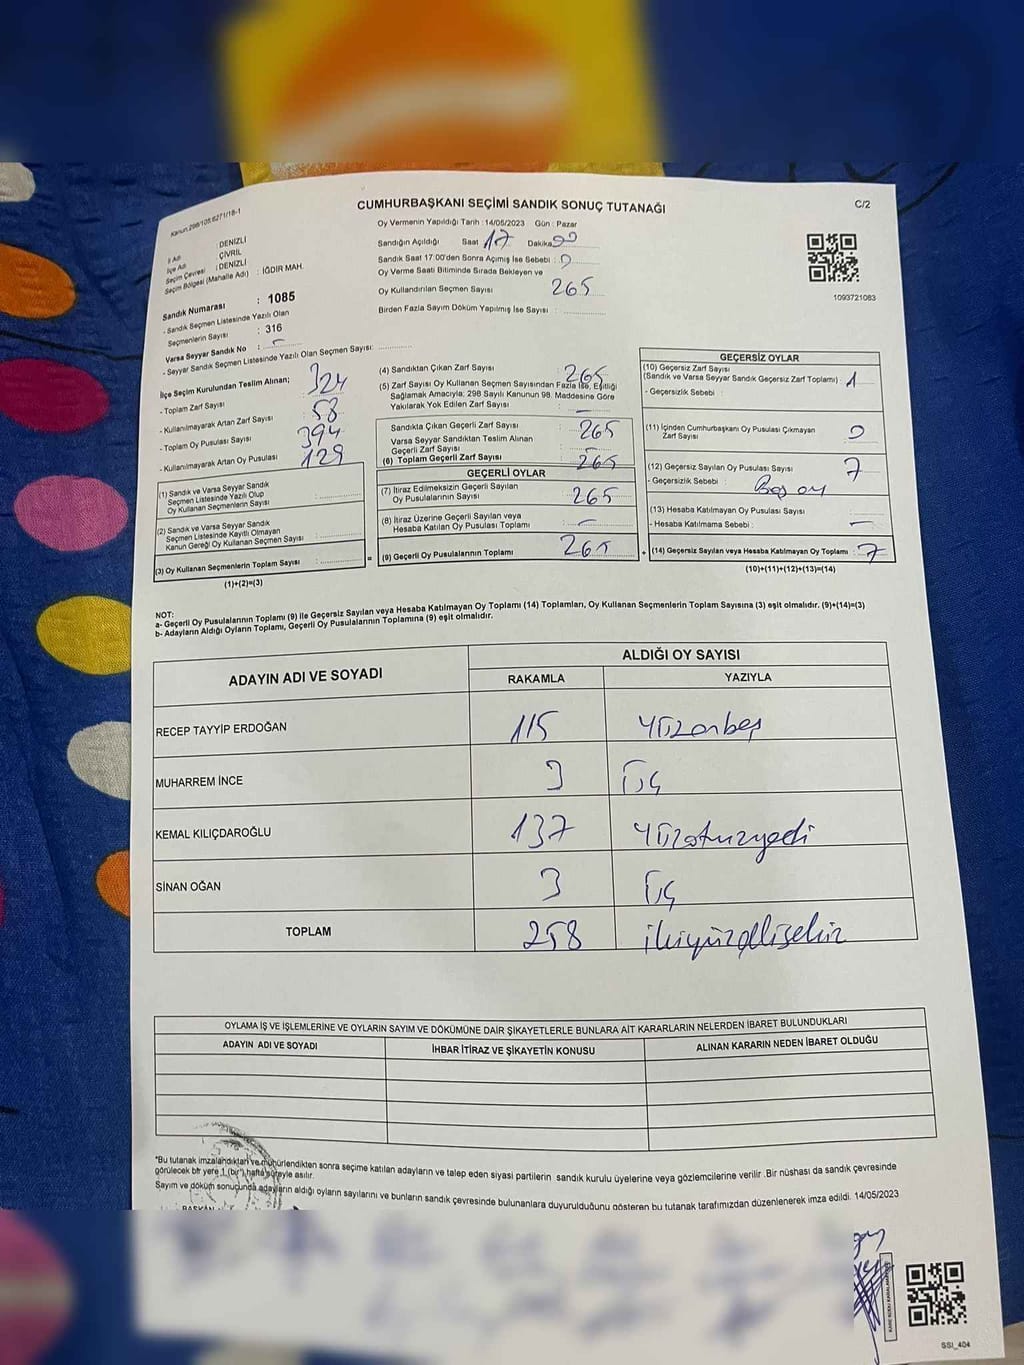 Kanun.298/105;6271/18-1
CUMHURBAŞKANI SEÇİMİ SANDIK SONUÇ TUTANAĞI
C/2
İl Adı : DENİZLİ
İlçe Adı : ÇİVRİL
Seçim Çevresi : DENİZLİ
Seçim Bölgesi (Mahalle Adı) : IĞDIR MAH.
Sandık Numarası : 1085
- Sandık Seçmen Listesinde Yazılı Olan
Seçmenlerin Sayısı : 316
Varsa Seyyar Sandık No : -
- Seyyar Sandık Seçmen Listesinde Yazılı Olan Seçmen Sayısı:
Oy Vermenin Yapıldığı Tarih :14/05/2023 Gün : Pazar
Sandığın Açıldığı Saat 17 Dakika 00
Sandık Saat 17:00'den Sonra Açımış İse Sebebi : 0
Oy Verme Saati Bitiminde Sırada Bekleyen ve
Oy Kullandırılan Seçmen Sayısı 265
Birden Fazla Sayım Döküm Yapılmış İse Sayısı :
1093721083
İlçe Seçim Kurulundan Teslim Alınan;
- Toplam Zarf Sayısı 324
- Kullanılmayarak Artan Zarf Sayısı 58
- Toplam Oy Pusulası Sayısı 394
- Kullanılmayarak Artan Oy Pusulası 129
(1) Sandık ve Varsa Seyyar Sandık
Seçmen Listesinde Yazılı Olup
Oy Kullanan Seçmenlerin Sayısı :
(2) Sandık ve Varsa Seyyar Sandık
Seçmen Listesinde Kayıtlı Olmayan
Kanun Gereği Oy Kullanan Seçmen Sayısı :
(3) Oy Kullanan Seçmenlerin Toplam Sayısı :
(1)+(2)=(3)
(4) Sandıktan Çıkan Zarf Sayısı 265
(5) Zarf Sayısı Oy Kullanan Seçmen Sayısından Fazla İse, Eşitliği
Sağlamak Amacıyla; 298 Sayılı Kanunun 98. Maddesine Göre
Yakılarak Yok Edilen Zarf Sayısı : -
Sandıkta Çıkan Geçerli Zarf Sayısı 265
Varsa Seyyar Sandıktan Teslim Alınan
Geçerli Zarf Sayısı :
(6) Toplam Geçerli Zarf Sayısı 265
GEÇERLİ OYLAR
(7) İtiraz Edilmeksizin Geçerli Sayılan
Oy Pusulalarının Sayısı : 265
(8) İtiraz Üzerine Geçerli Sayılan veya
Hesaba Katılan Oy Pusulası Toplamı : -
= (9) Geçerli Oy Pusulalarının Toplamı 265
GEÇERSİZ OYLAR
(10) Geçersiz Zarf Sayısı
(Sandık ve Varsa Seyyar Sandık Geçersiz Zarf Toplamı) : 1
- Geçersizlik Sebebi :
(11) İçinden Cumhurbaşkanı Oy Pusulası Çıkmayan
Zarf Sayısı 0
(12) Geçersiz Sayılan Oy Pusulası Sayısı 7
- Geçersizlik Sebebi : Boş oy
(13) Hesaba Katılmayan Oy Pusulası Sayısı :
- Hesaba Katılmama Sebebi : -
+ (14) Geçersiz Sayılan veya Hesaba Katılmayan Oy Toplamı : 7
(10)+(11)+(12)+(13)=(14)
NOT:
a- Geçerli Oy Pusulalarının Toplamı (9) ile Geçersiz Sayılan veya Hesaba Katılmayan Oy Toplamı (14) Toplamları, Oy Kullanan Seçmenlerin Toplam Sayısına (3) eşit olmalıdır. (9)+(14)=(3)
b- Adayların Aldığı Oyların Toplamı, Geçerli Oy Pusulalarının Toplamına (9) eşit olmalıdır.
ADAYIN ADI VE SOYADI ALDIĞI OY SAYISI
RAKAMLA YAZIYLA
RECEP TAYYİP ERDOĞAN 115 Yüzonbeş
MUHARREM İNCE 3 Üç
KEMAL KILIÇDAROĞLU 137 Yüzotuzyedi
SİNAN OĞAN 3 Üç
TOPLAM 258 ikiyüzellisekiz
OYLAMA İŞ VE İŞLEMLERİNE VE OYLARIN SAYIM VE DÖKÜMÜNE DAİR ŞİKAYETLERLE BUNLARA AİT KARARLARIN NELERDEN İBARET BULUNDUKLARI
ADAYIN ADI VE SOYADI İHBAR İTİRAZ VE ŞİKAYETİN KONUSU ALINAN KARARIN NEDEN İBARET OLDUĞU
*Bu tutanak imzalandıktan ve mühürlendikten sonra seçime katılan adayların ve talep eden siyasi partilerin sandık kurulu üyelerine veya gözlemcilerine verilir .Bir nüshası da sandık çevresinde
görülecek bir yere 1 (bir) hafta süreyle asılır.
Sayım ve döküm sonucunda adayların aldığı oyların sayılarını ve bunların sandık çevresinde bulunanlara duyurulduğunu gösteren bu tutanak tarafımızdan düzenlenerek imza edildi. 14/05/2023
BAŞKAN
SSI_404